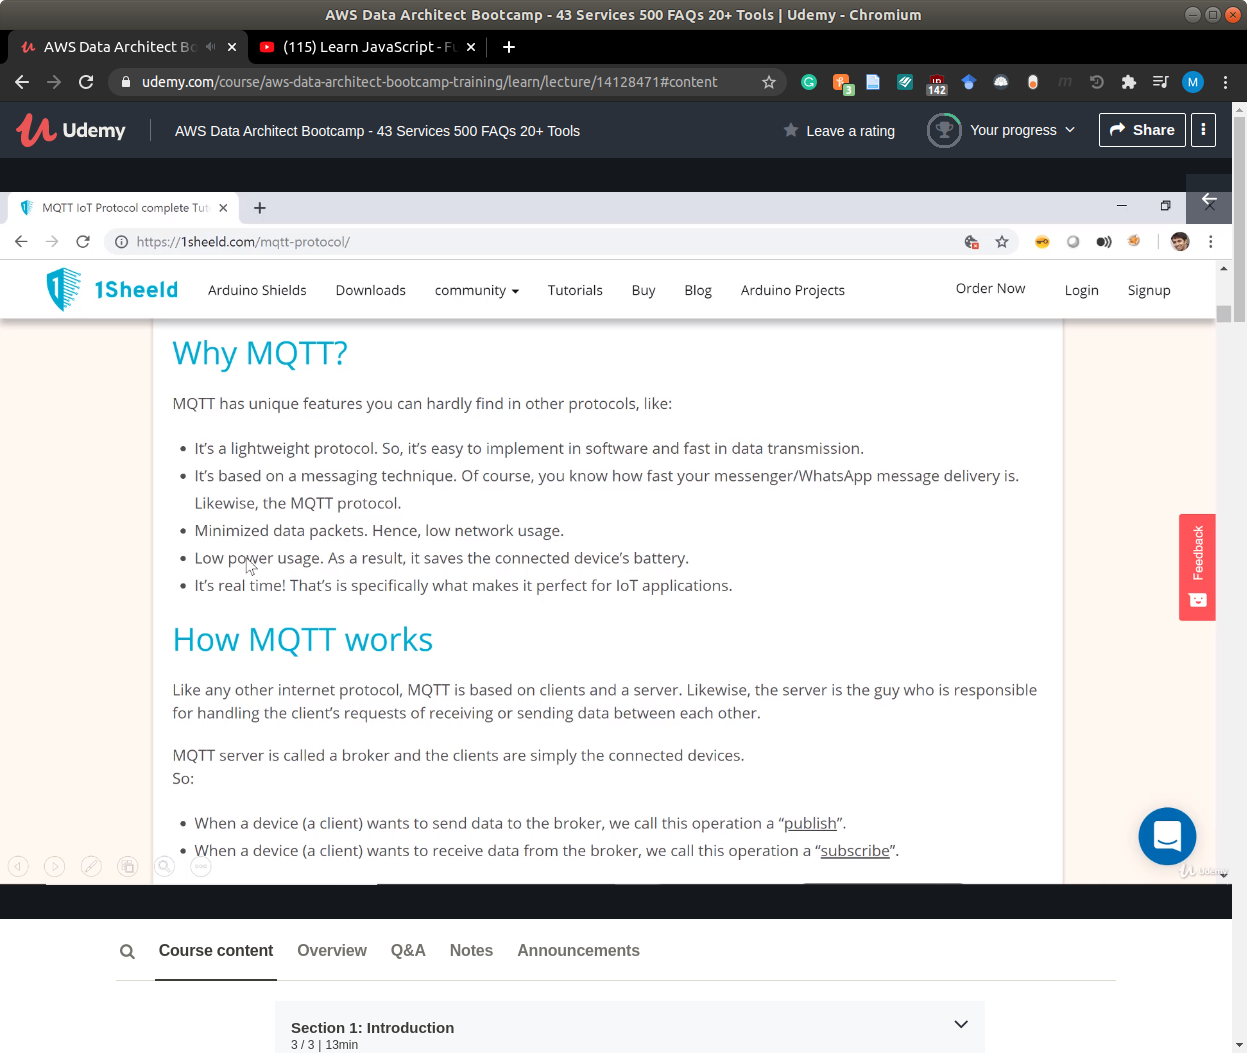 AWS Data Architect Bootcamp - 43 Services 500 FAQs 20+ Tools | Udemy - Chromium
AWS Data Architect Bo
(115) Learn JavaScript - Fu
udemy.com/course/aws-data-architect-bootcamp-training/learn/lecture/14128471#content
3
142
M
Udemy
AWS Data Architect Bootcamp - 43 Services 500 FAQs 20+ Tools
Leave a rating
Your progress
Share
MQTT IoT Protocol complete Tut
https://1sheeld.com/mqtt-protocol/
1Sheeld
Arduino Shields
Downloads
community
Tutorials
Buy
Blog
Arduino Projects
Order Now
Login
Signup
Why MQTT?
MQTT has unique features you can hardly find in other protocols, like:
• It's a lightweight protocol. So, it's easy to implement in software and fast in data transmission.
• It's based on a messaging technique. Of course, you know how fast your messenger/WhatsApp message delivery is.
Likewise, the MQTT protocol.
• Minimized data packets. Hence, low network usage.
• Low power usage. As a result, it saves the connected device's battery.
• It's real time! That's is specifically what makes it perfect for IoT applications.
Feedback
How MQTT works
Like any other internet protocol, MQTT is based on clients and a server. Likewise, the server is the guy who is responsible
for handling the client's requests of receiving or sending data between each other.
MQTT server is called a broker and the clients are simply the connected devices.
So:
• When a device (a client) wants to send data to the broker, we call this operation a “publish”.
• When a device (a client) wants to receive data from the broker, we call this operation a “subscribe”.
Udemy
Course content
Overview
Q&A
Notes
Announcements
Section 1: Introduction
3 / 3 | 13min